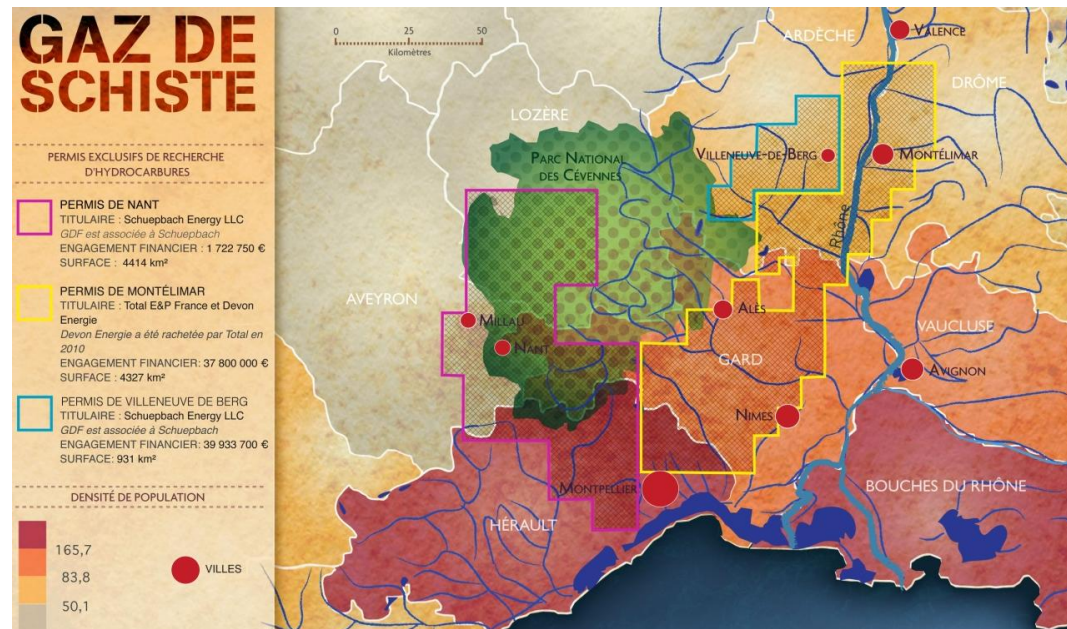 GAZ DE
SCHISTE
PERMIS EXCLUSIFS DE RECHERCHE
D'HYDROCARBURES
PERMIS DE NANT
TITULAIRE : Schuepbach Energy LLC
GDF est associée à Schuepbach
ENGAGEMENT FINANCIER : 1 722 750 €
SURFACE : 4414 km²
PERMIS DE MONTÉLIMAR
TITULAIRE : Total E&P France et Devon
Energie
Devon Energie a été rachetée par Total en
2010
ENGAGEMENT FINANCIER: 37 800 000 €
SURFACE : 4327 km²
PERMIS DE VILLENEUVE DE BERG
TITULAIRE : Schuepbach Energy LLC
GDF est associée à Schuepbach
ENGAGEMENT FINANCIER: 39 933 700 €
SURFACE: 931 km²
DENSITÉ DE POPULATION
165,7
83,8
50,1
VILLES
0 25 50
Kilomètres
ARDÈCHE
VALENCE
DRÔME
LOZÈRE
PARC NATIONAL
DES CÉVENNES
VILLENEUVE-DE-BERG
MONTÉLIMAR
Rhône
AVEYRON
MILLAU
NANT
ALÈS
GARD
VAUCLUSE
AVIGNON
NIMES
MONTPELLIER
HÉRAULT
BOUCHES DU RHÔNE